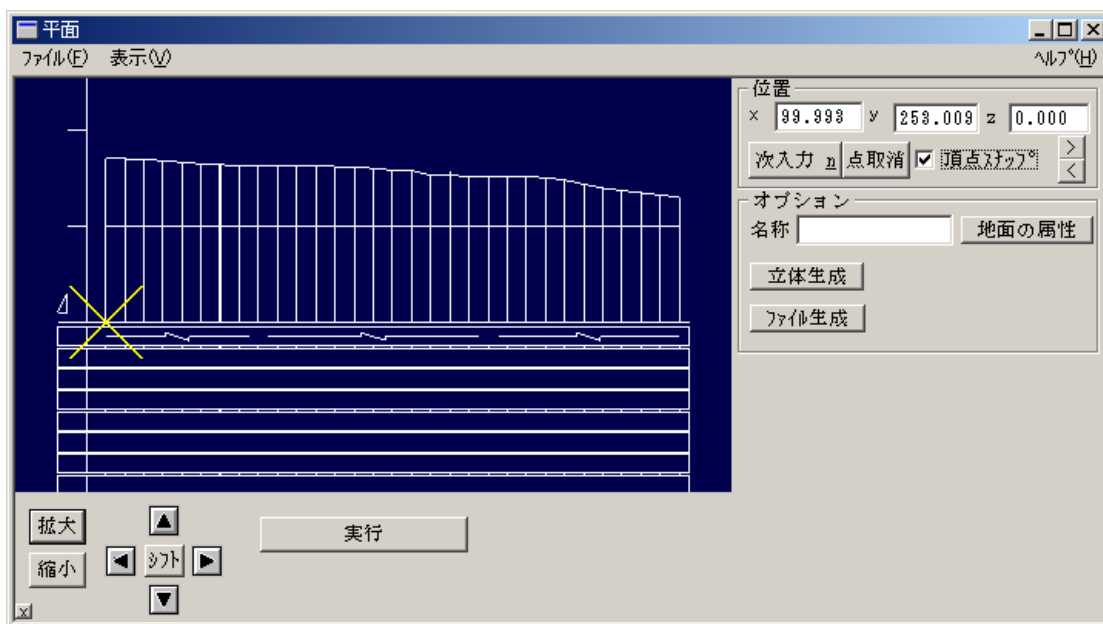 平面
ファイル(F) 表示(V) ヘルプ(H)
位置
x 99.993 y 253.009 z 0.000
次入力 n 点取消 頂点スナップ > <
オプション
名称 地面の属性
立体生成
ファイル生成
拡大 シフト 実行
縮小
x